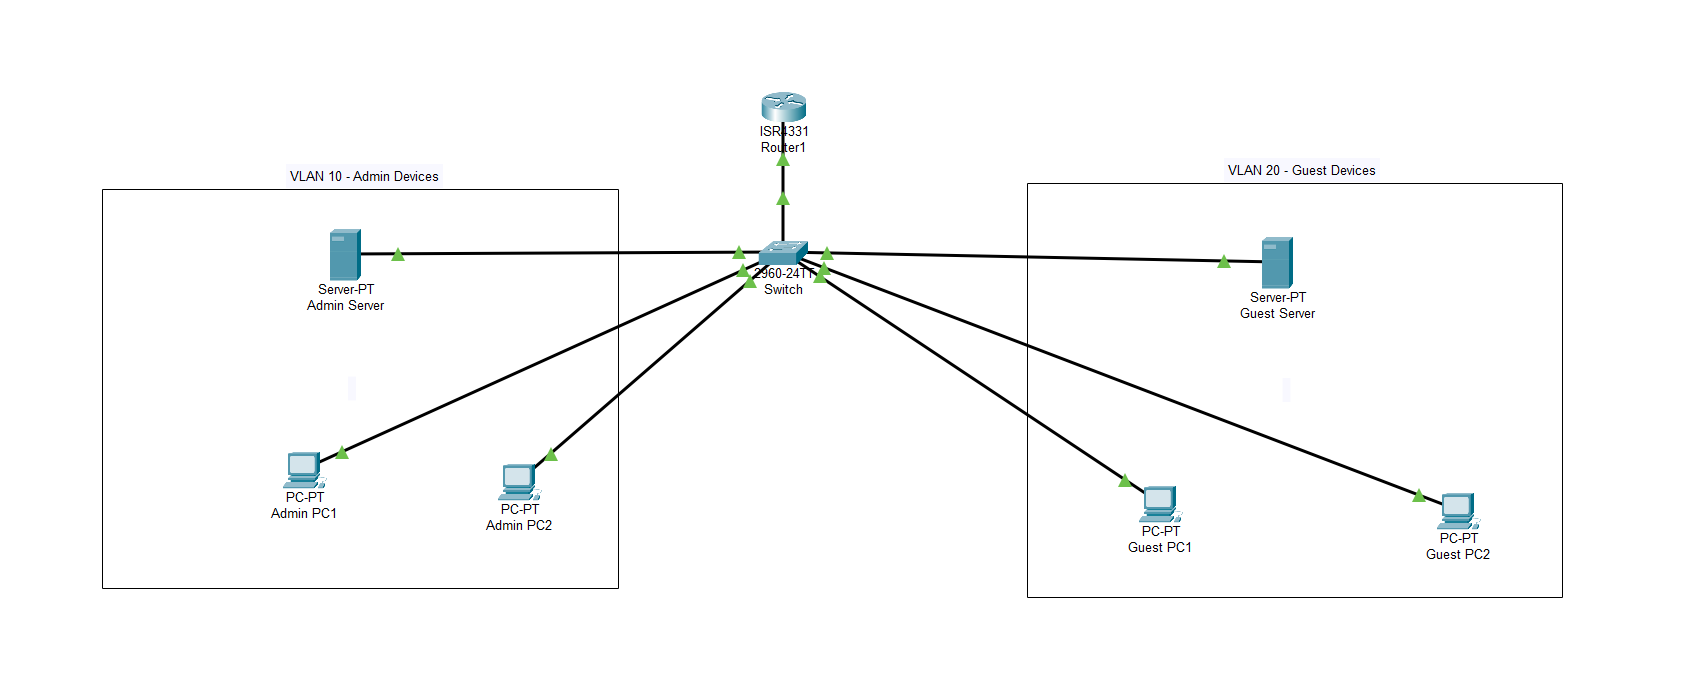 ISR4331
Router1
VLAN 10 - Admin Devices
VLAN 20 - Guest Devices
Server-PT
Admin Server
2960-24TT
Switch
Server-PT
Guest Server
PC-PT
Admin PC1
PC-PT
Admin PC2
PC-PT
Guest PC1
PC-PT
Guest PC2